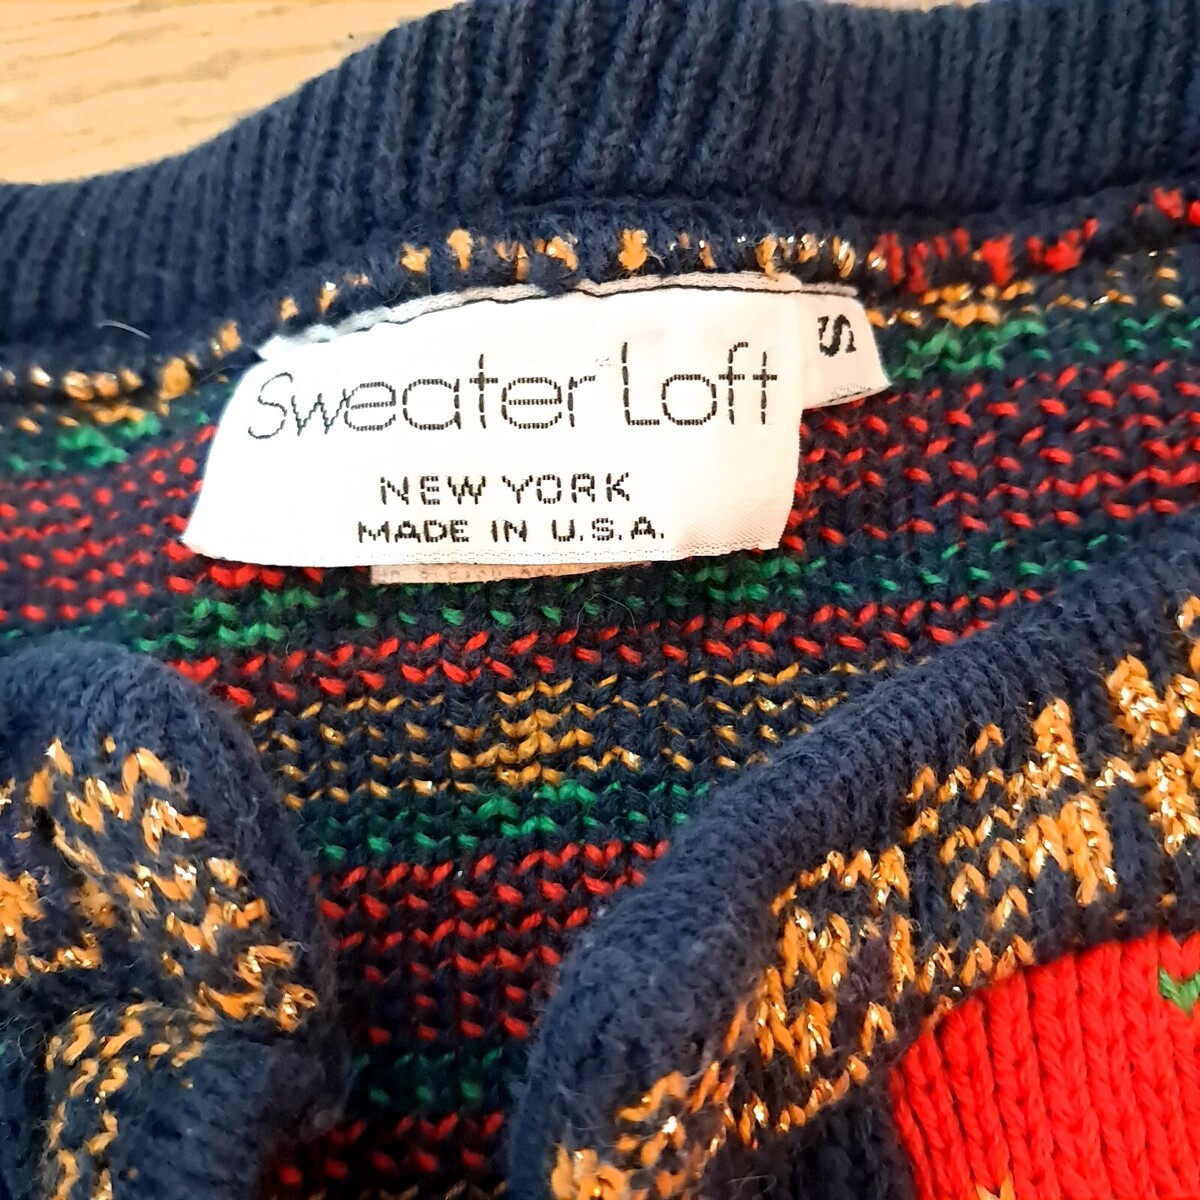 Sweater Loft
S
NEW YORK
MADE IN U.S.A.